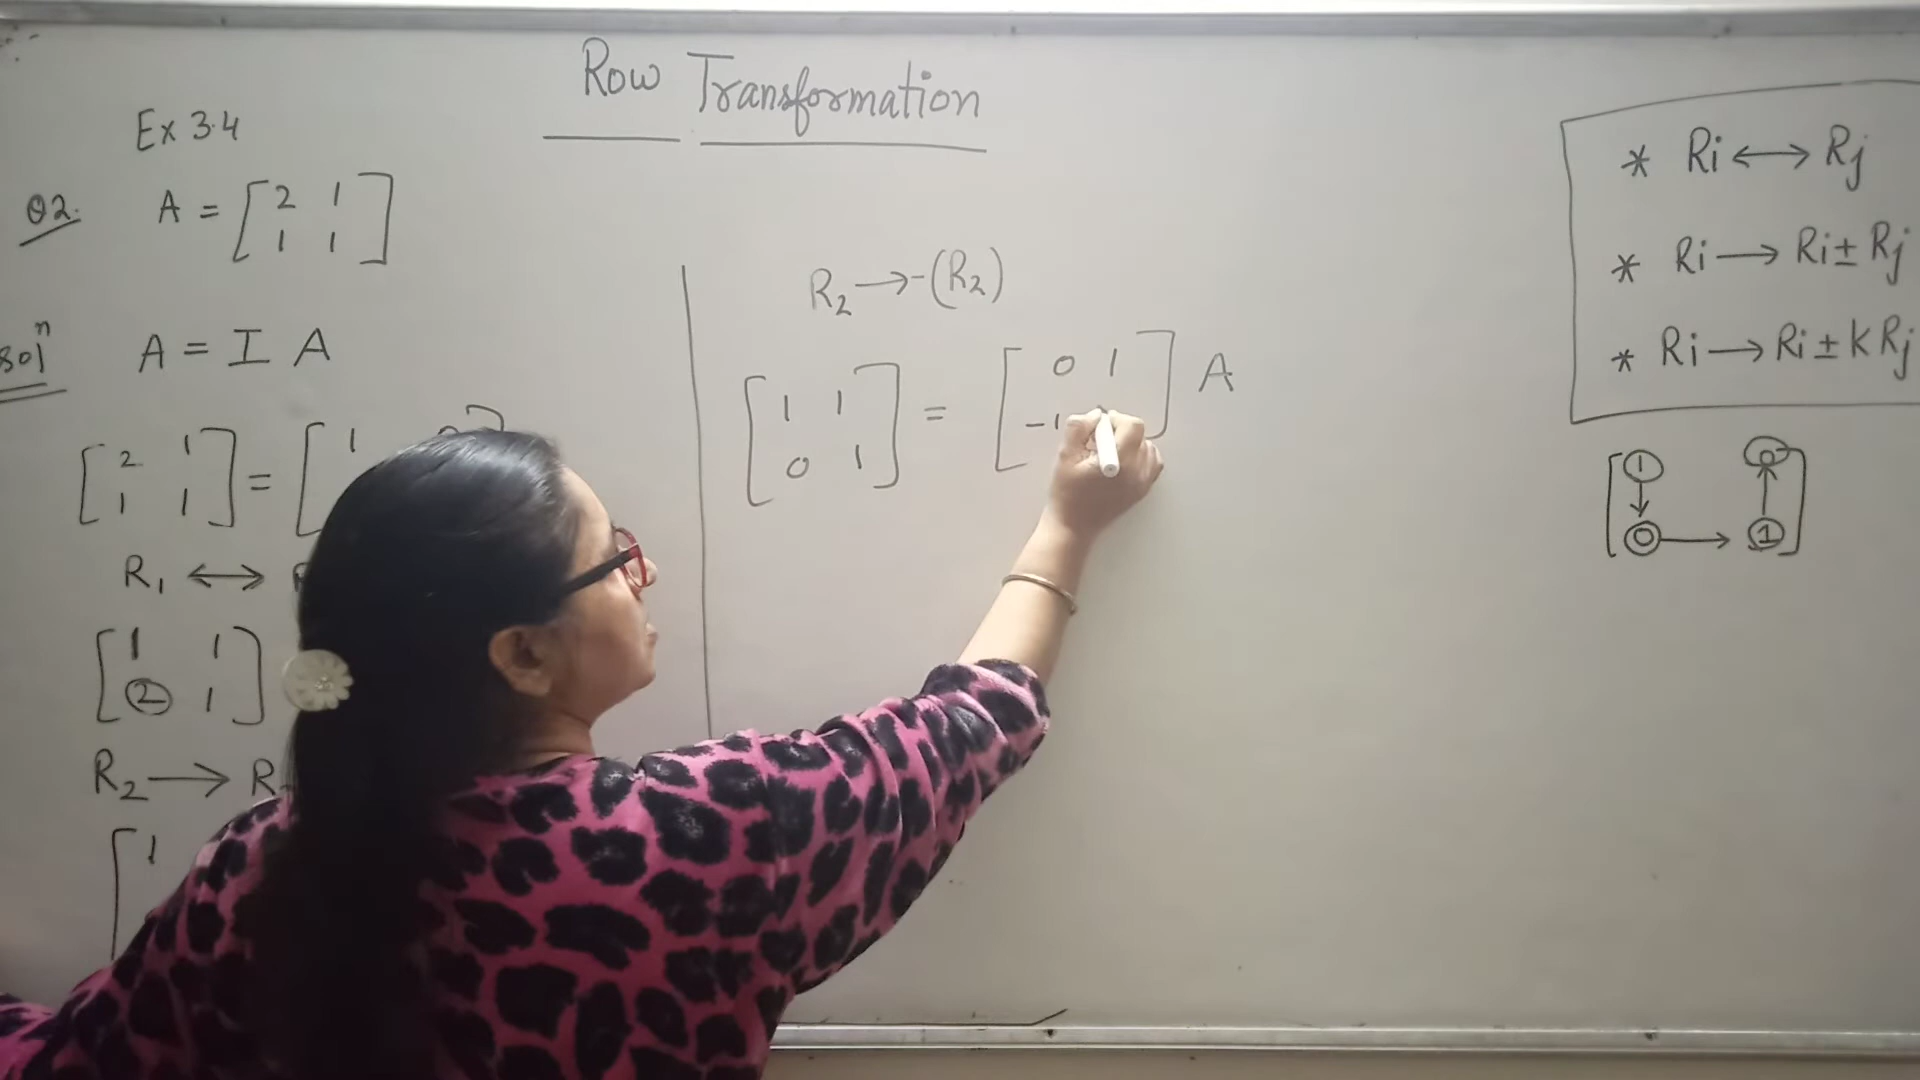 Row Transformation
Ex 3.4
Q2. A = [2 1
1 1]
Solⁿ A = I A
[2 1
1 1] = [1 0
R₁ ↔
[1 1
2 1]
R₂ → R
[1
R₂ → -(R₂)
[1 1
0 1] = [0 1
-1 ] A
* Ri ↔ Rj
* Ri → Ri ± Rj
* Ri → Ri ± K Rj
[1 0
↓ ↑
0 → 1]